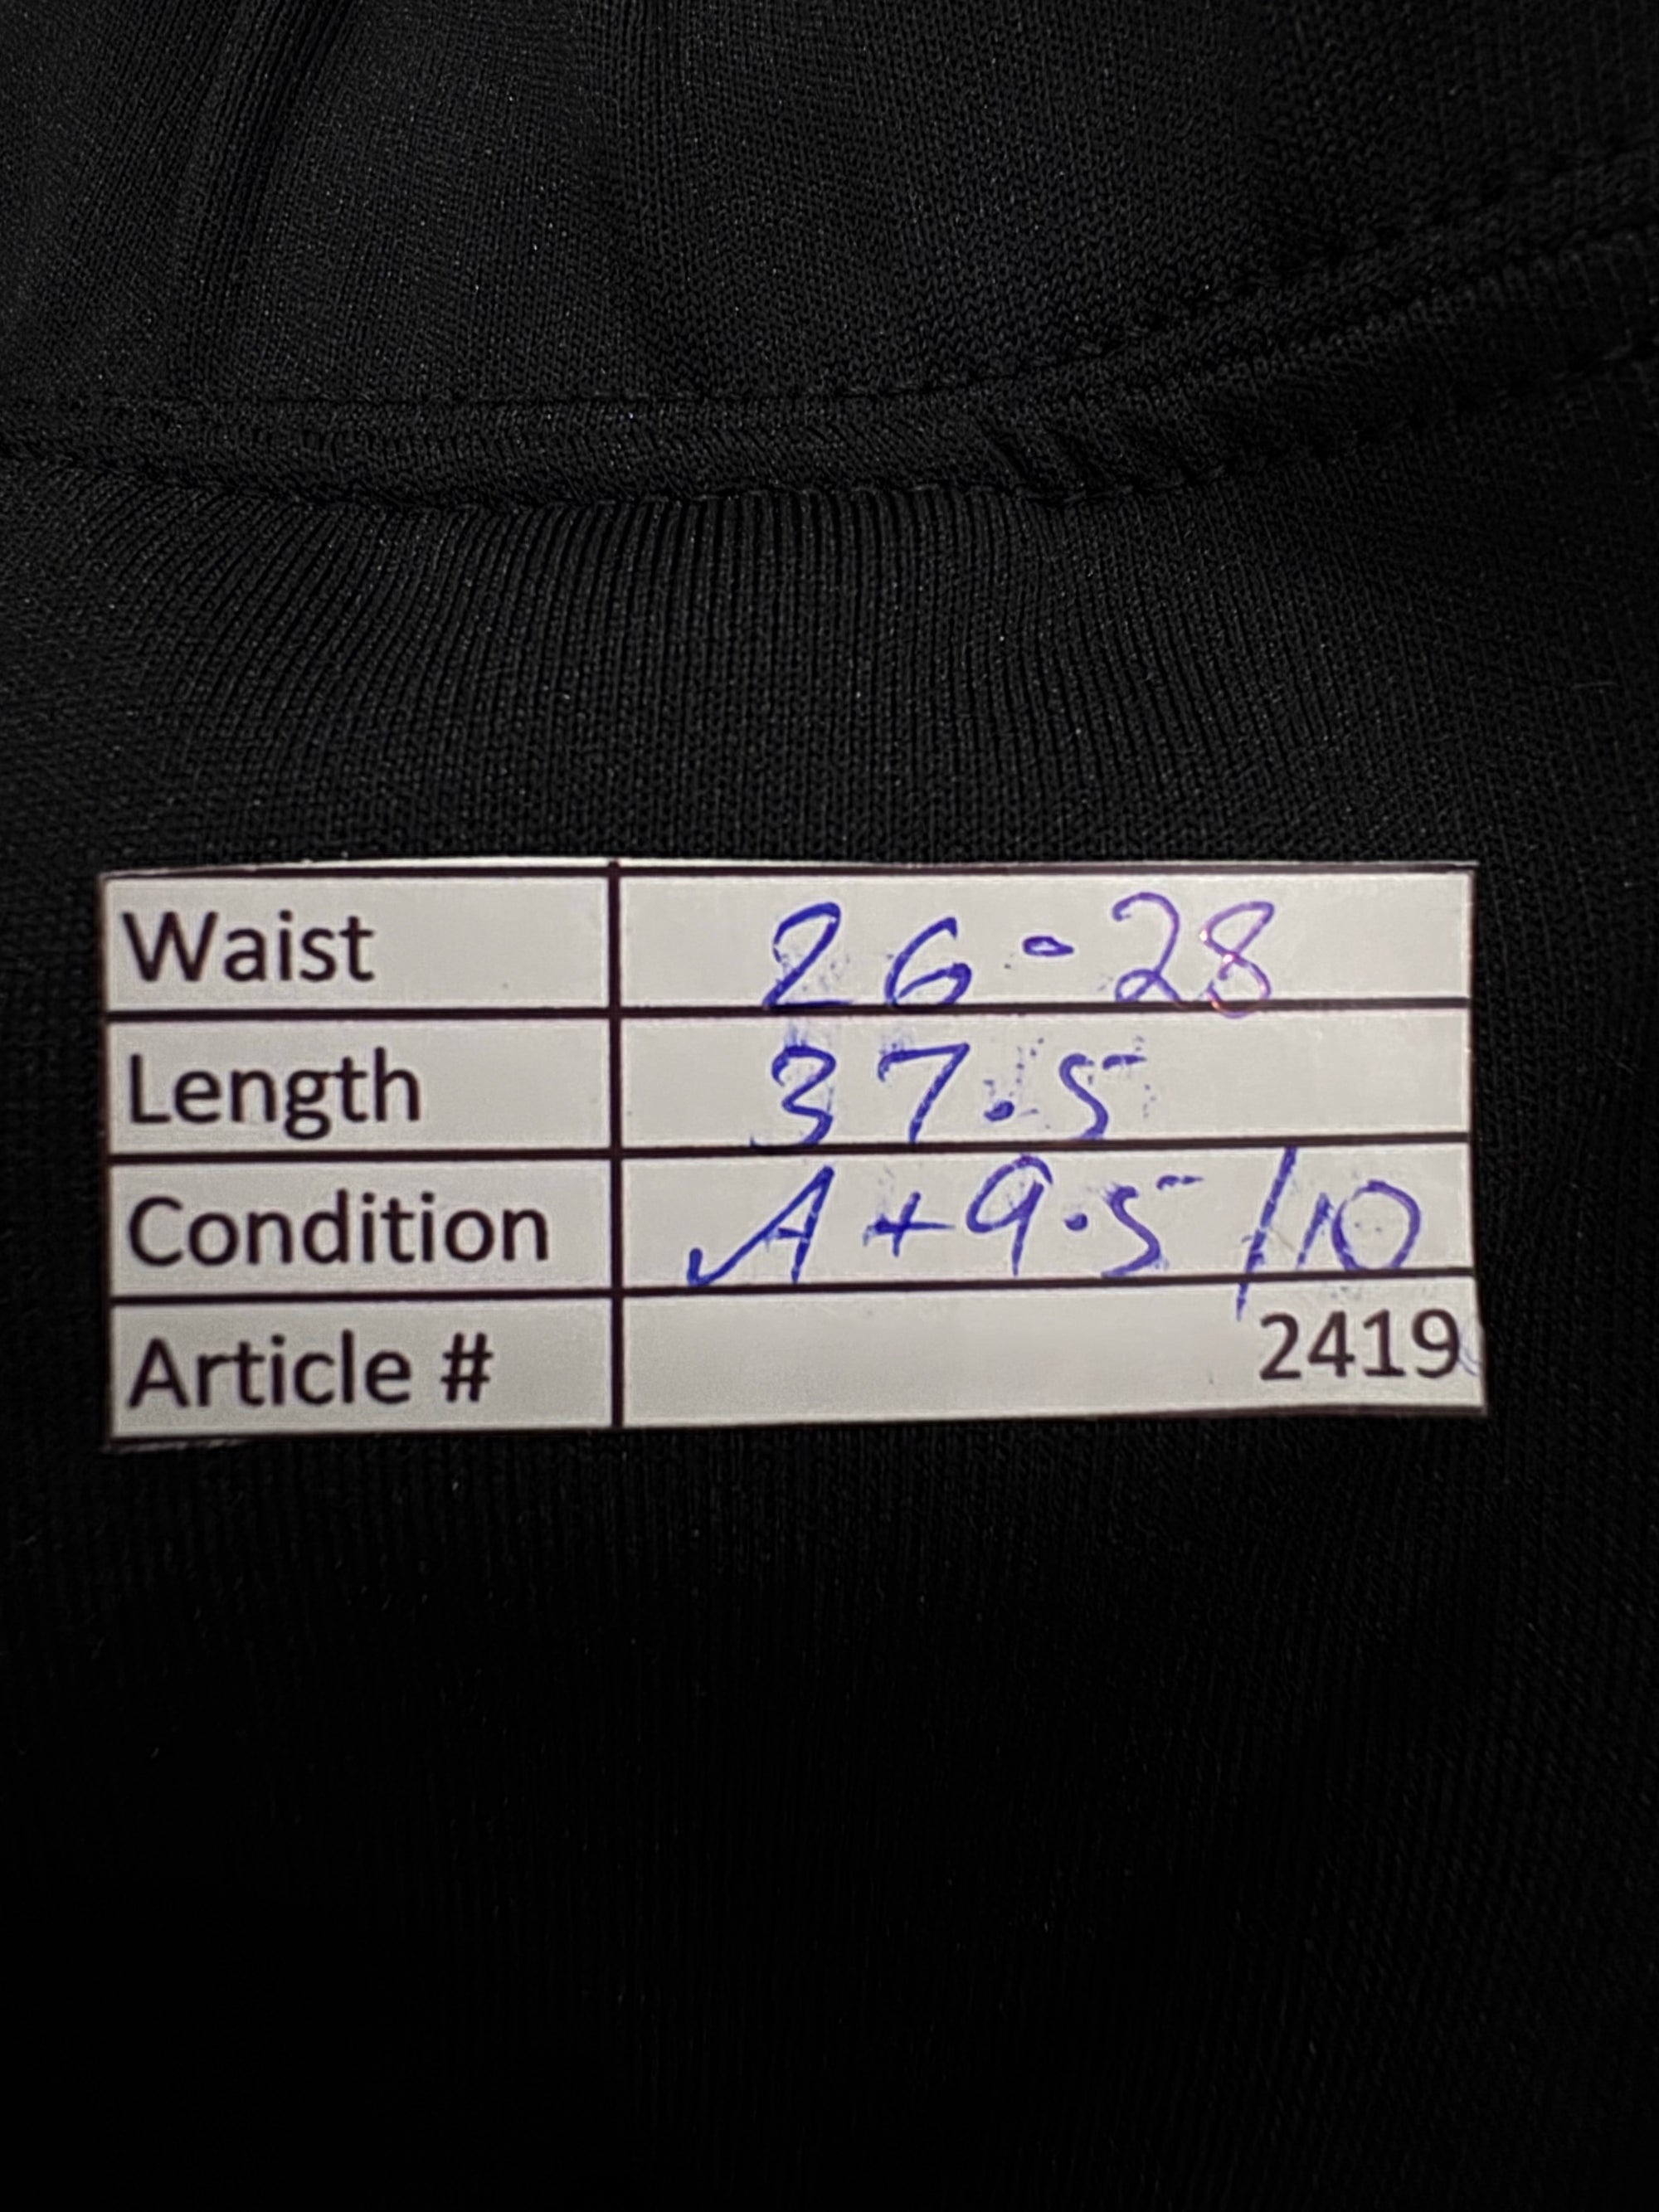 Waist 26-28
Length 37.5
Condition A+ 9.5/10
Article # 2419